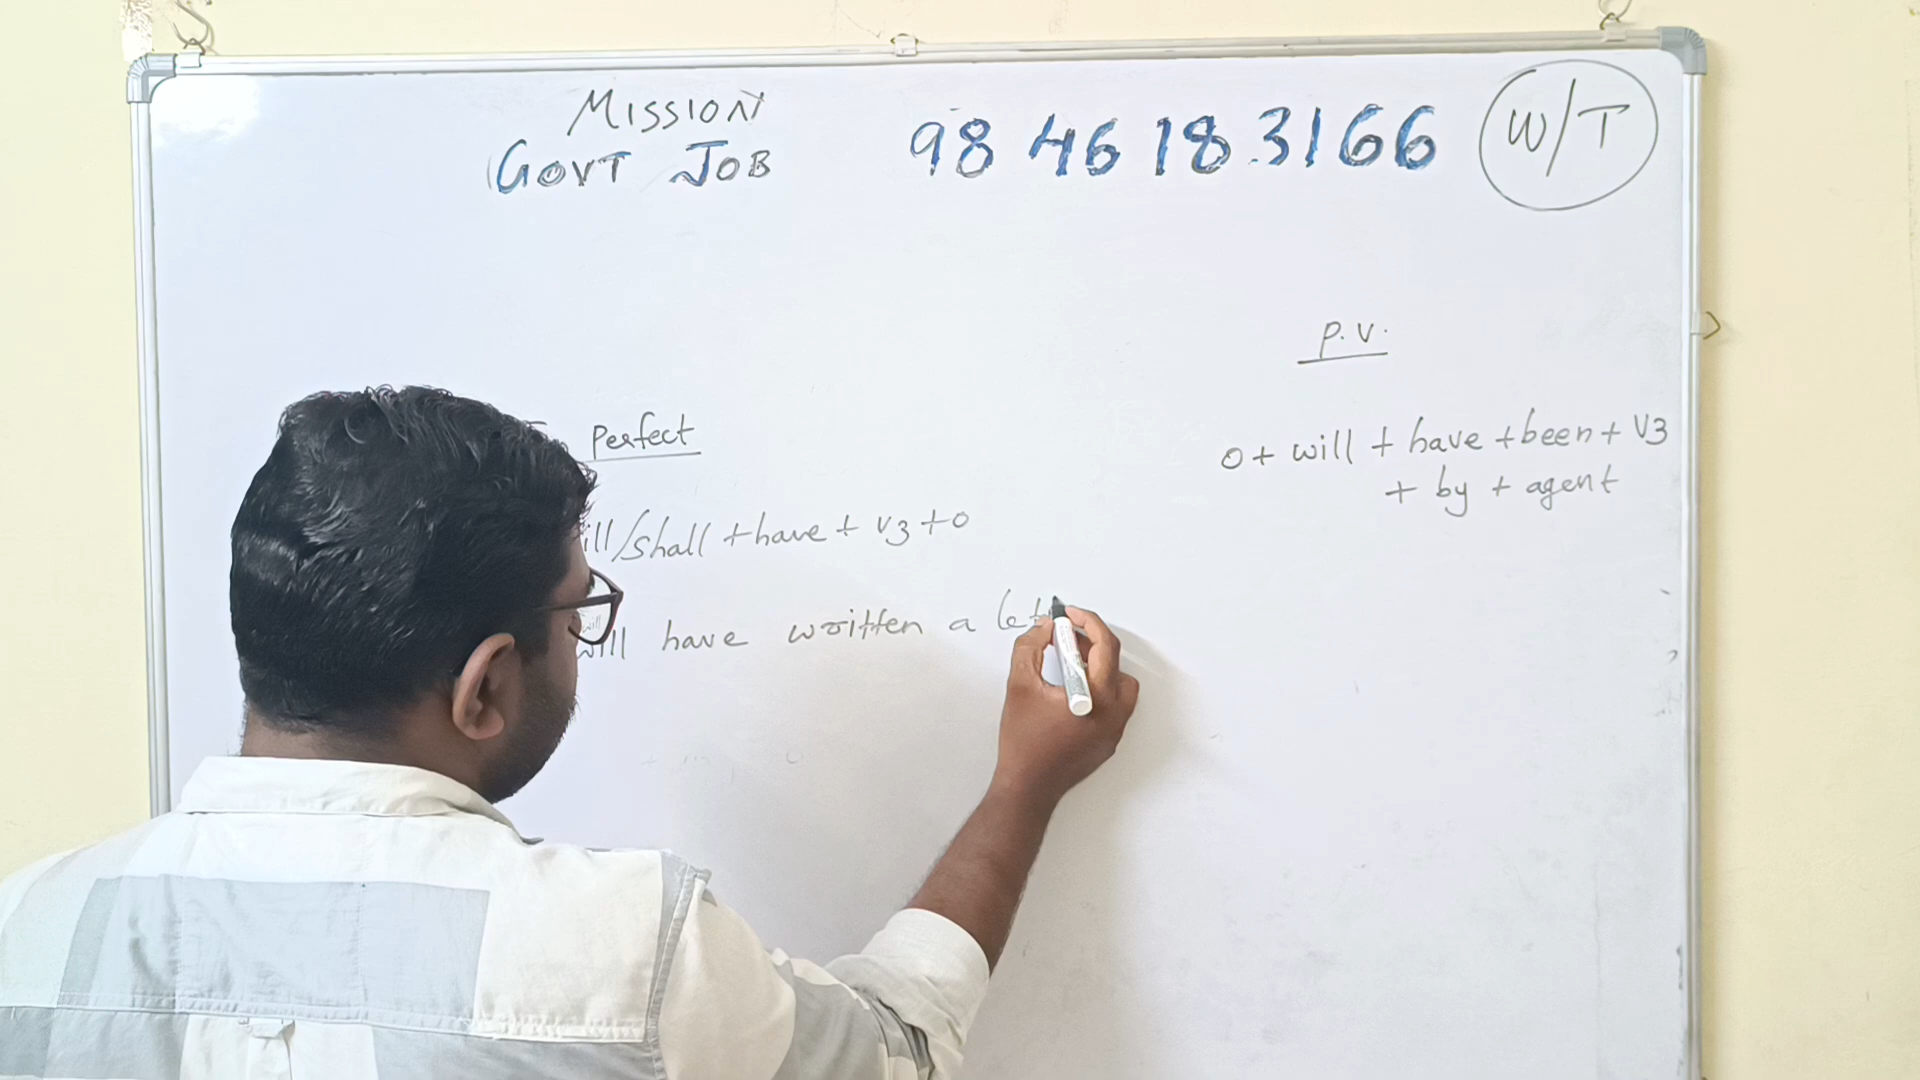 MISSION
GOVT JOB
98 46 18 3166
W/T
P.V.
Perfect
o + will + have + been + V3
+ by + agent
ill/shall + have + V3 + o
will have written a let